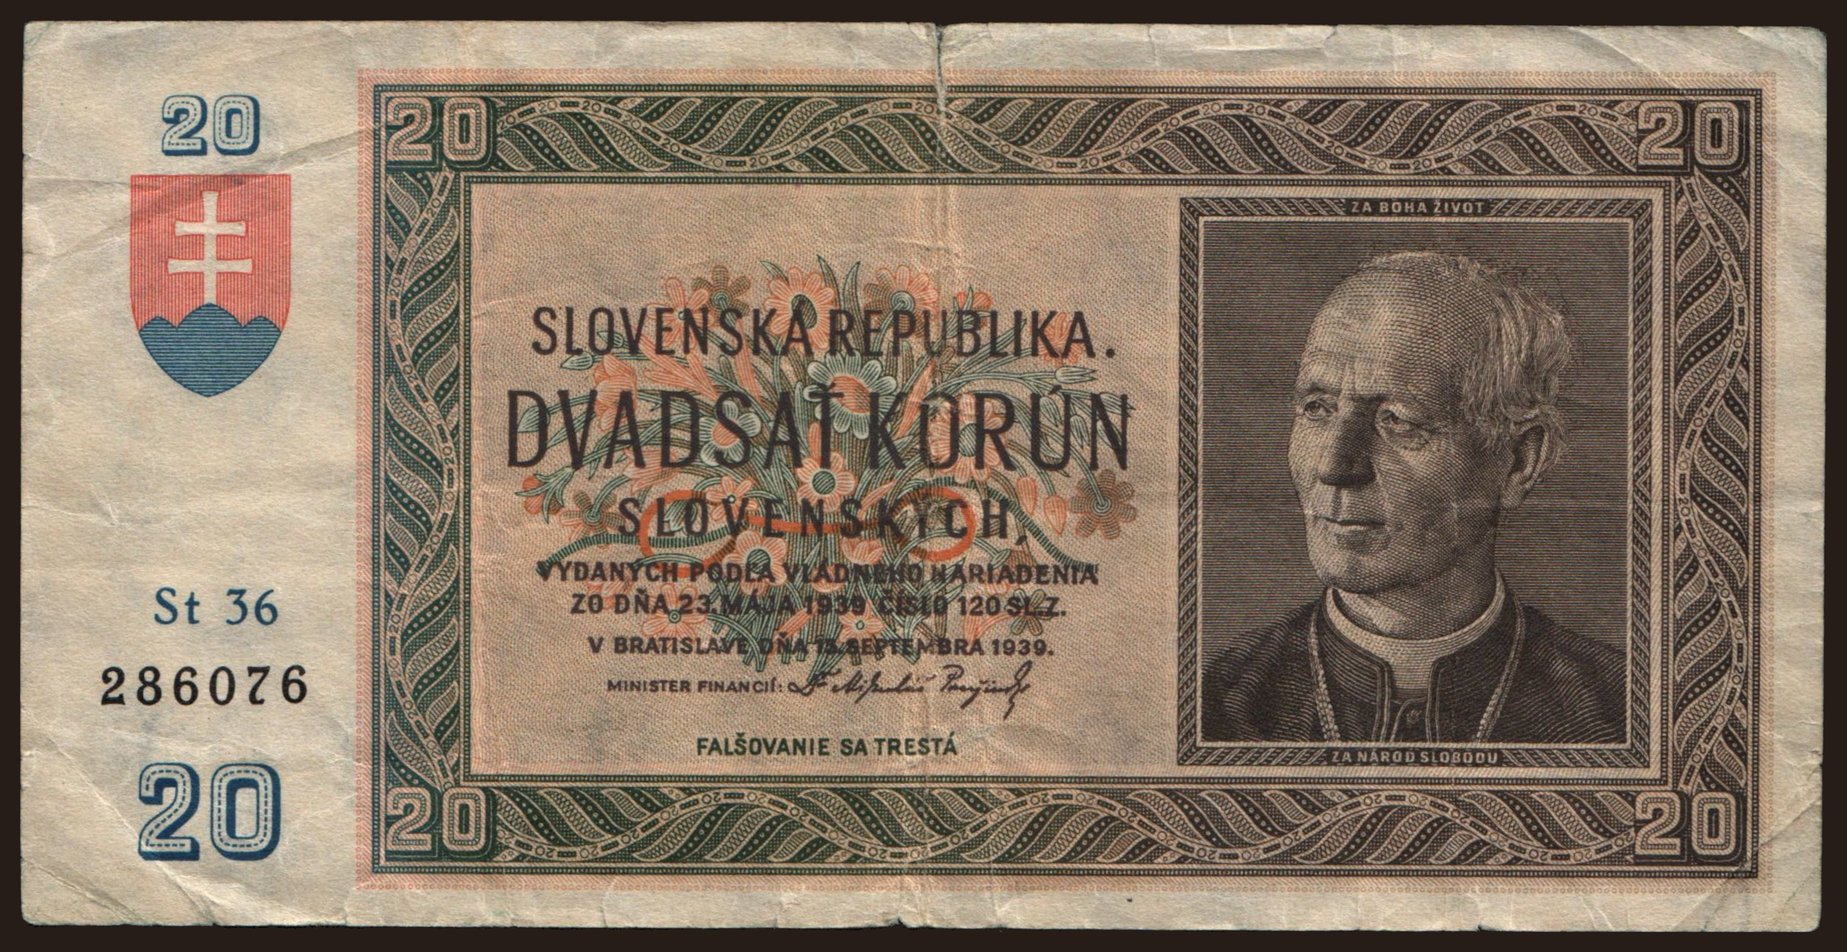 20
St 36
286076
20
20
20
SLOVENSKÁ REPUBLIKA.
DVADSAŤ KORÚN
SLOVENSKÝCH,
VYDANÝCH PODĽA VLÁDNEHO NARIADENIA
ZO DŇA 23. MÁJA 1939 ČÍSLO 120 SL. Z.
V BRATISLAVE DŇA 15. SEPTEMBRA 1939.
MINISTER FINANCIÍ:
FALŠOVANIE SA TRESTÁ
ZA BOHA ŽIVOT
ZA NÁROD SLOBODU
20
20